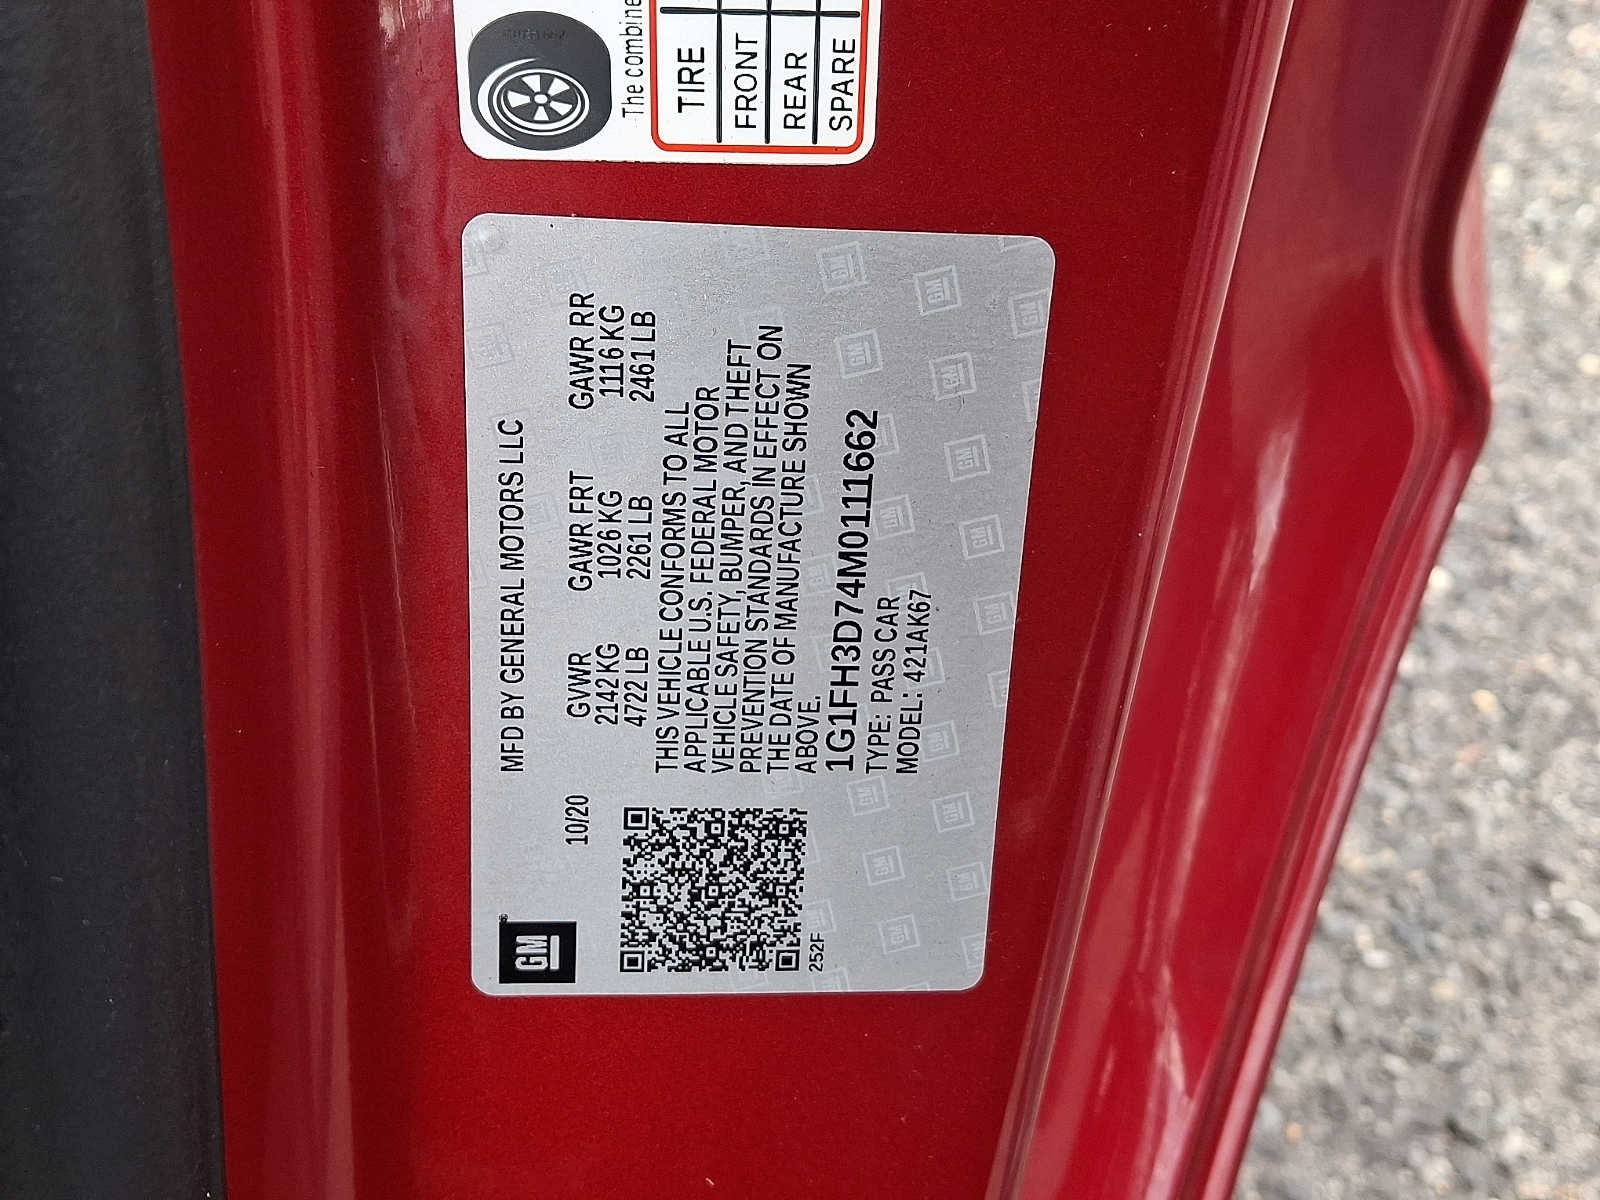 The combine
TIRE
FRONT
REAR
SPARE
GM
MFD BY GENERAL MOTORS LLC
10/20
GVWR GAWR FRT GAWR RR
2142 KG 1026 KG 1116 KG
4722 LB 2261 LB 2461 LB
THIS VEHICLE CONFORMS TO ALL
APPLICABLE U.S. FEDERAL MOTOR
VEHICLE SAFETY, BUMPER, AND THEFT
PREVENTION STANDARDS IN EFFECT ON
THE DATE OF MANUFACTURE SHOWN
ABOVE.
1G1FH3D74M0111662
TYPE: PASS CAR
MODEL: 421AK67
252F